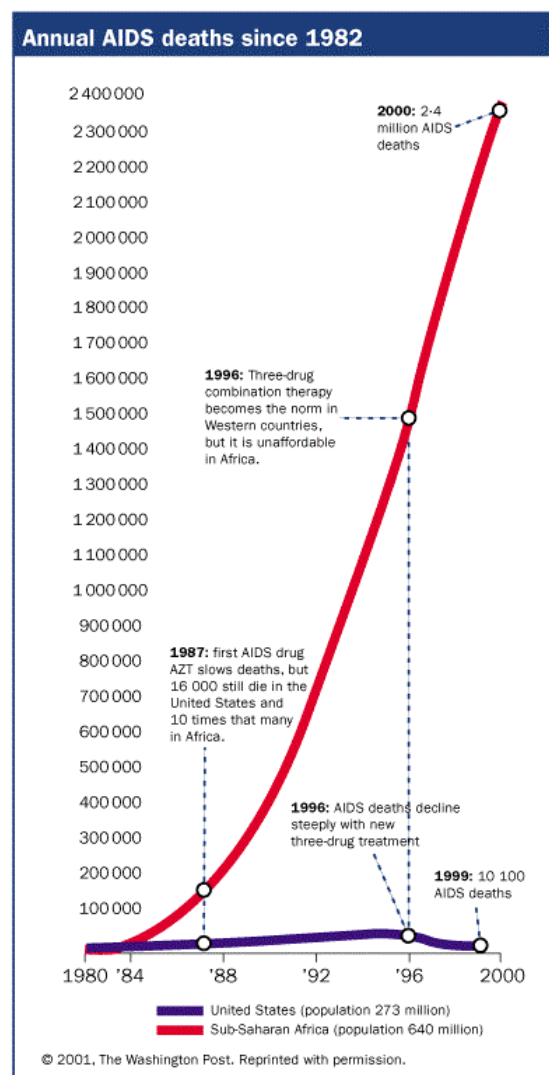 Annual AIDS deaths since 1982
2 400 000
2 300 000
2 200 000
2 100 000
2 000 000
1 900 000
1 800 000
1 700 000
1 600 000
1 500 000
1 400 000
1 300 000
1 200 000
1 100 000
1 000 000
900 000
800 000
700 000
600 000
500 000
400 000
300 000
200 000
100 000
2000: 2·4
million AIDS
deaths
1996: Three-drug
combination therapy
becomes the norm in
Western countries,
but it is unaffordable
in Africa.
1987: first AIDS drug
AZT slows deaths, but
16 000 still die in the
United States and
10 times that many
in Africa.
1996: AIDS deaths decline
steeply with new
three-drug treatment
1999: 10 100
AIDS deaths
1980 '84 '88 '92 '96 2000
United States (population 273 million)
Sub-Saharan Africa (population 640 million)
© 2001, The Washington Post. Reprinted with permission.